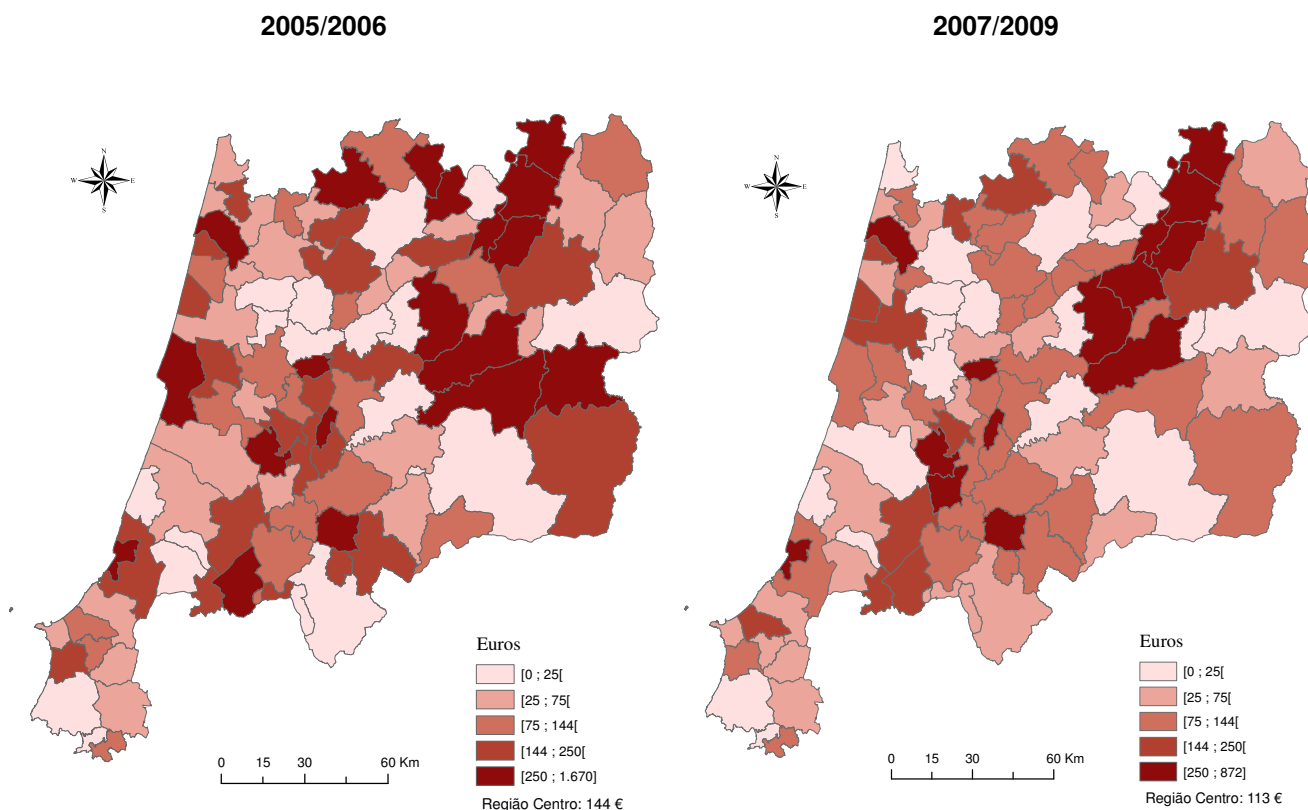 2005/2006
N
W E
S
Euros
[0 ; 25[
[25 ; 75[
[75 ; 144[
[144 ; 250[
[250 ; 1.670]
0 15 30 60 Km
Região Centro: 144 €
2007/2009
N
W E
S
Euros
[0 ; 25[
[25 ; 75[
[75 ; 144[
[144 ; 250[
[250 ; 872]
0 15 30 60 Km
Região Centro: 113 €